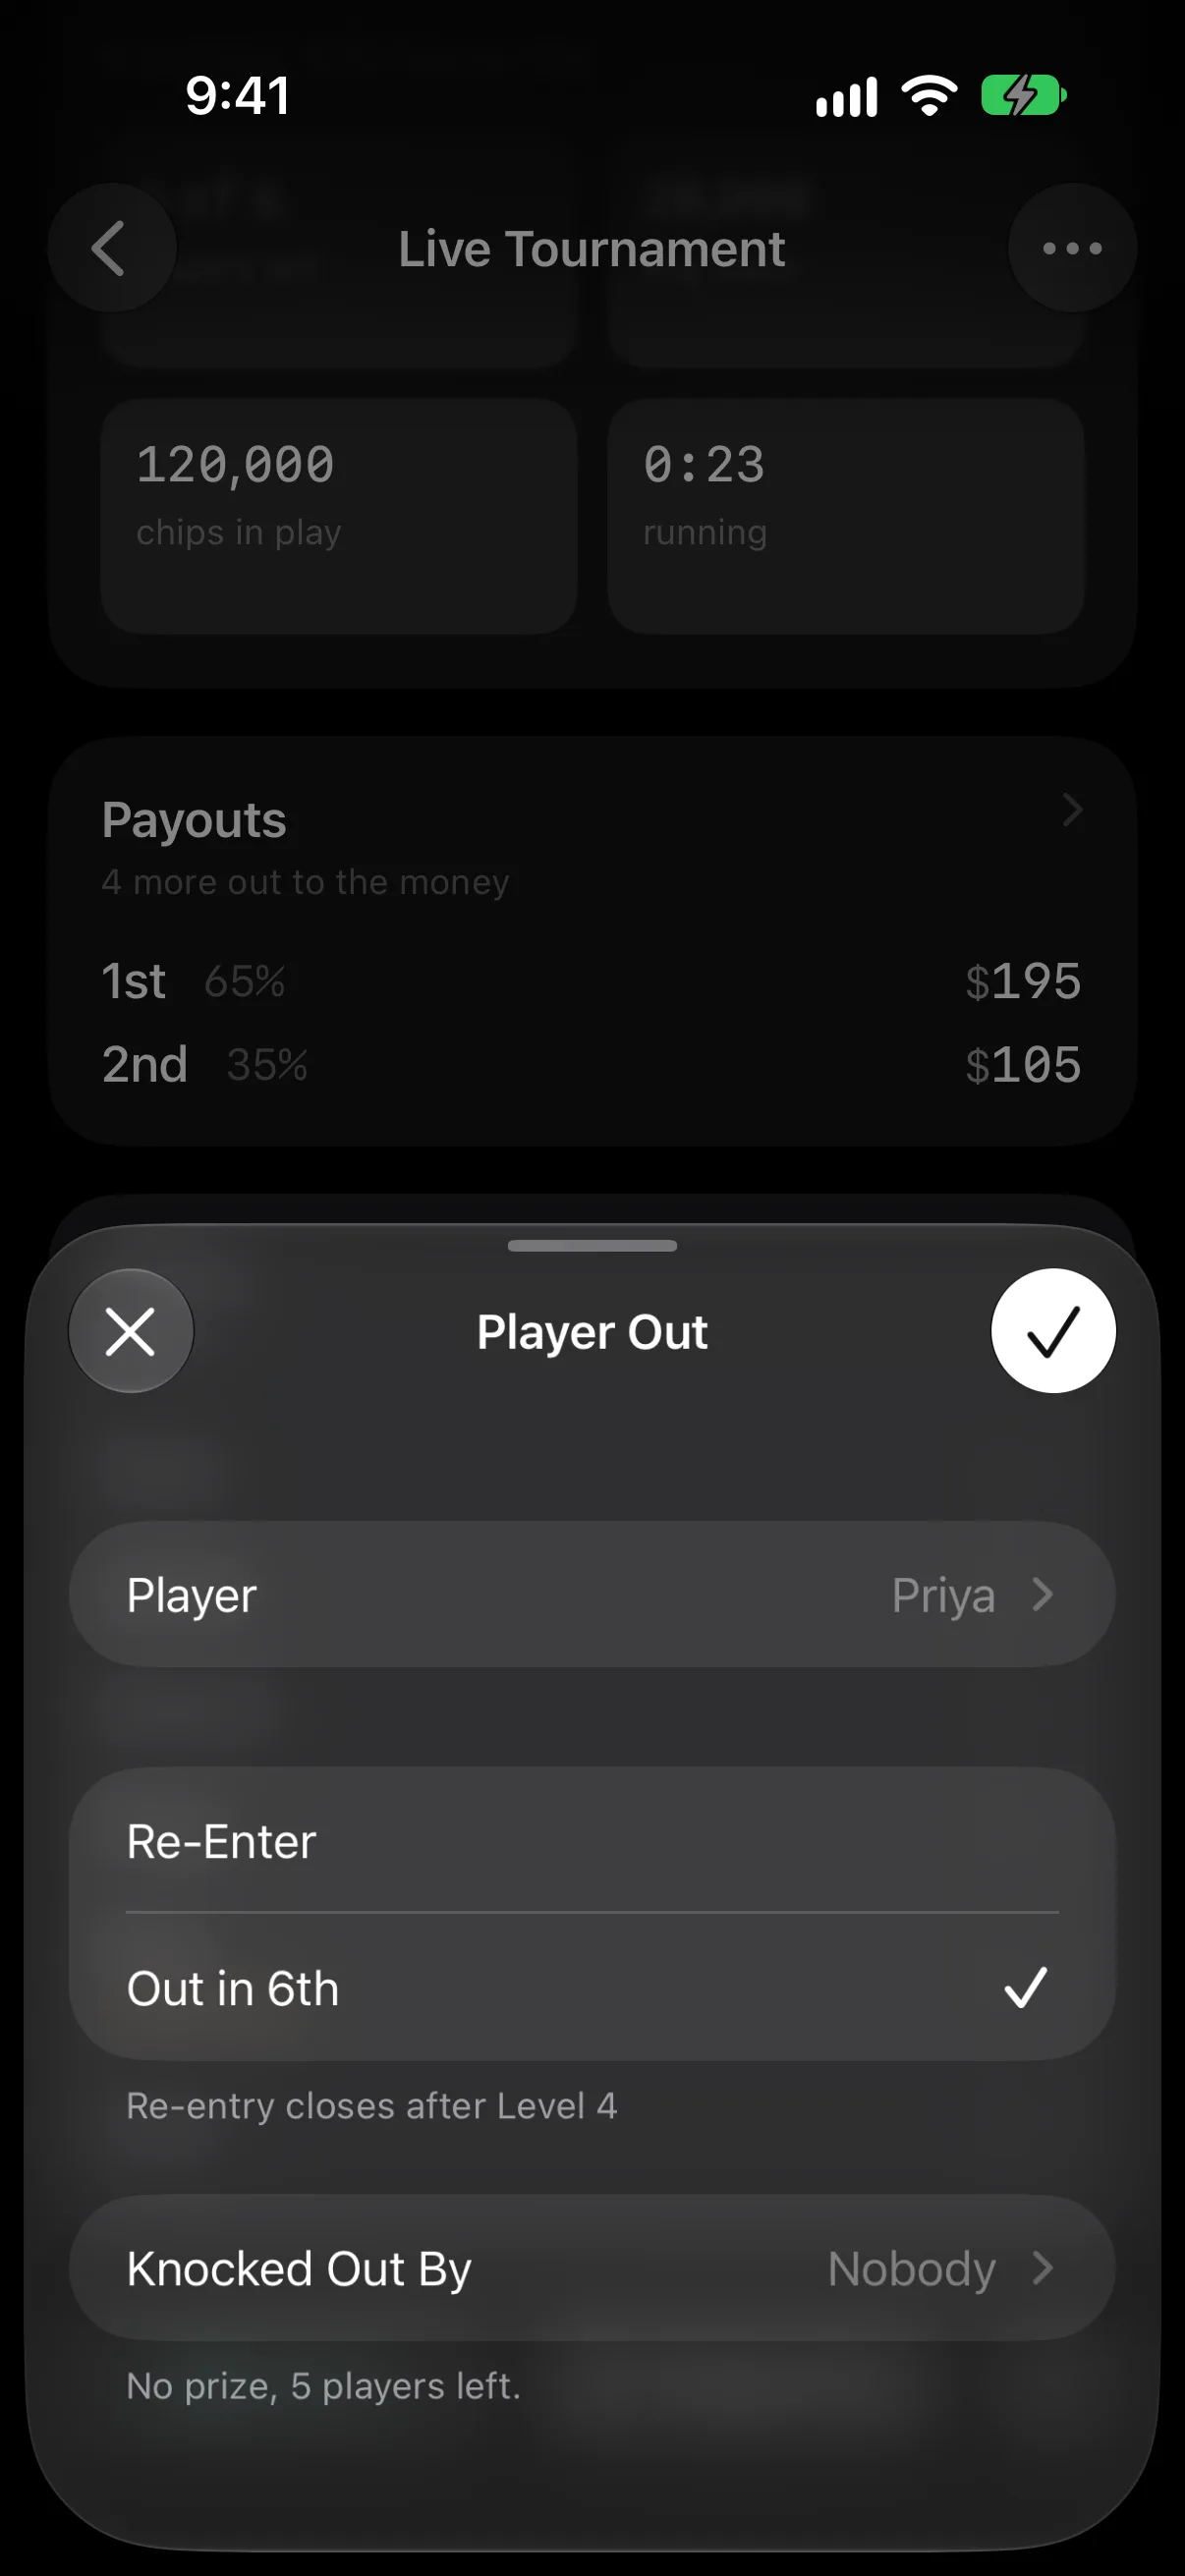 9:41
Live Tournament
120,000
chips in play
0:23
running
Payouts
4 more out to the money
1st 65% $195
2nd 35% $105
Player Out
Player Priya
Re-Enter
Out in 6th
Re-entry closes after Level 4
Knocked Out By Nobody
No prize, 5 players left.